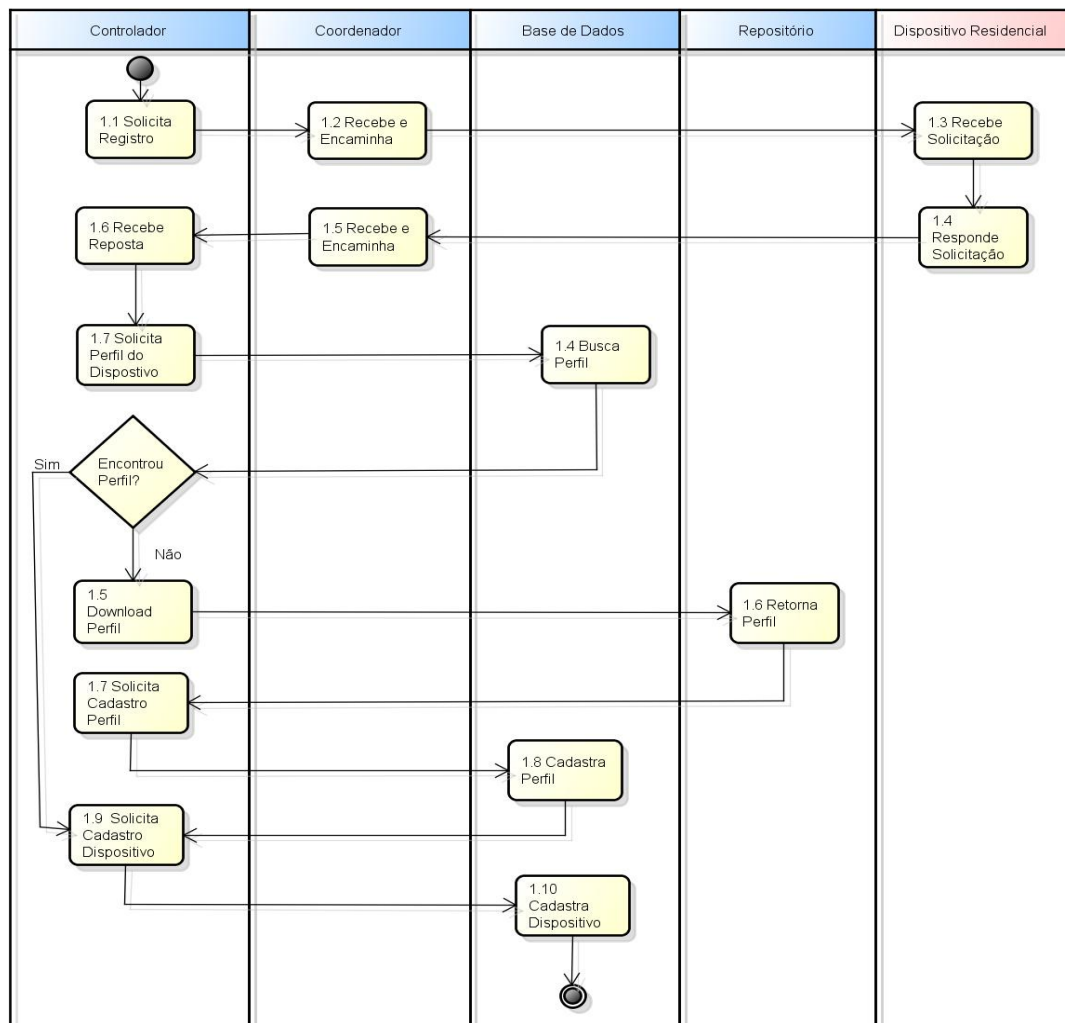 Controlador
Coordenador
Base de Dados
Repositório
Dispositivo Residencial
1.1 Solicita
Registro
1.2 Recebe e
Encaminha
1.3 Recebe
Solicitação
1.6 Recebe
Reposta
1.5 Recebe e
Encaminha
1.4
Responde
Solicitação
1.7 Solicita
Perfil do
Dispostivo
1.4 Busca
Perfil
Sim
Encontrou
Perfil?
Não
1.5
Download
Perfil
1.6 Retorna
Perfil
1.7 Solicita
Cadastro
Perfil
1.8 Cadastra
Perfil
1.9 Solicita
Cadastro
Dispositivo
1.10
Cadastra
Dispositivo